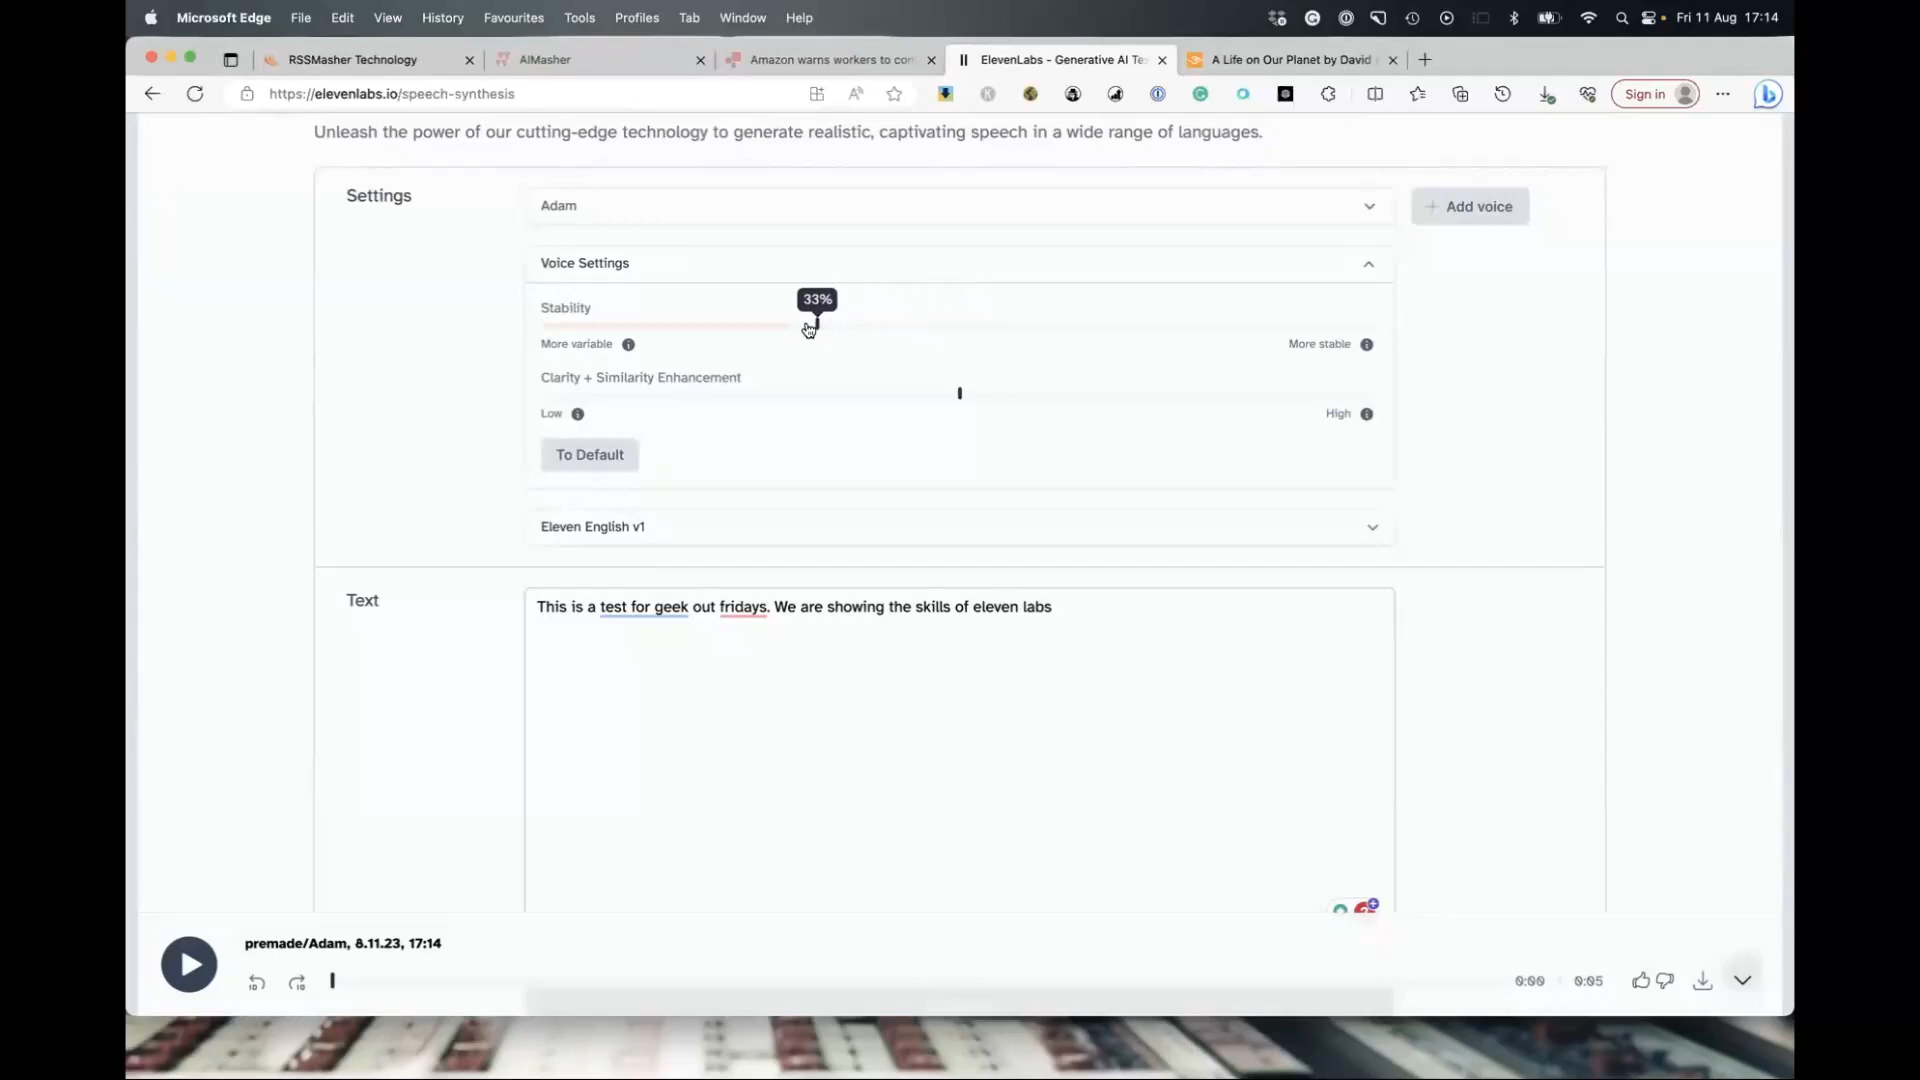 Microsoft Edge File Edit View History Favourites Tools Profiles Tab Window Help Fri 11 Aug 17:14
RSSMasher Technology AIMasher Amazon warns workers to con ElevenLabs - Generative AI Te A Life on Our Planet by David
https://elevenlabs.io/speech-synthesis Sign in
Unleash the power of our cutting-edge technology to generate realistic, captivating speech in a wide range of languages.
Settings
Adam
+ Add voice
Voice Settings
33%
Stability
More variable More stable
Clarity + Similarity Enhancement
Low High
To Default
Eleven English v1
Text
This is a test for geek out fridays. We are showing the skills of eleven labs
premade/Adam, 8.11.23, 17:14
10 10 0:00 0:05